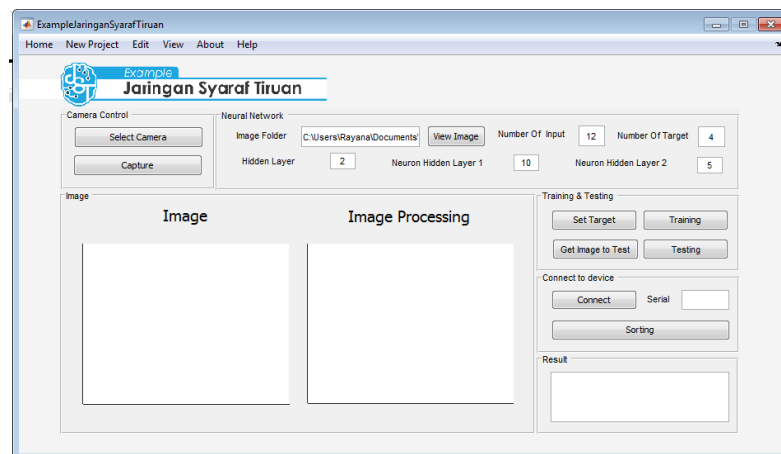 ExampleJaringanSyarafTiruan
Home New Project Edit View About Help
Example
Jaringan Syaraf Tiruan
Camera Control
Select Camera
Capture
Neural Network
Image Folder C:\Users\Rayana\Documents\ View Image Number Of Input 12 Number Of Target 4
Hidden Layer 2 Neuron Hidden Layer 1 10 Neuron Hidden Layer 2 5
Image
Image Image Processing
Training & Testing
Set Target Training
Get Image to Test Testing
Connect to device
Connect Serial
Sorting
Result